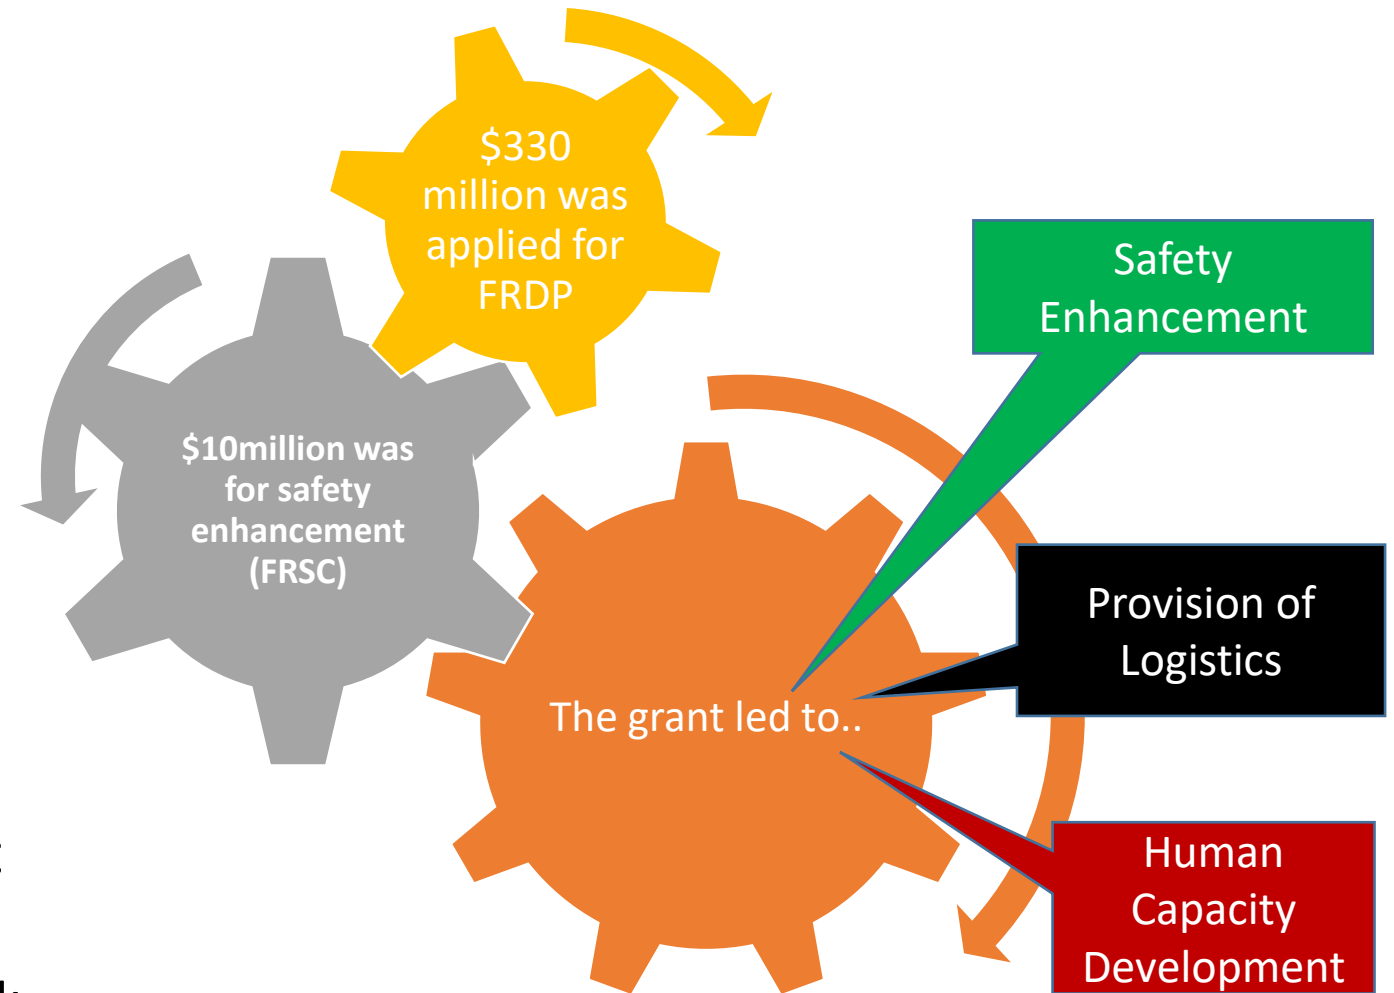 $330
million was
applied for
FRDP
$10million was
for safety
enhancement
(FRSC)
The grant led to..
Safety
Enhancement
Provision of
Logistics
Human
Capacity
Development